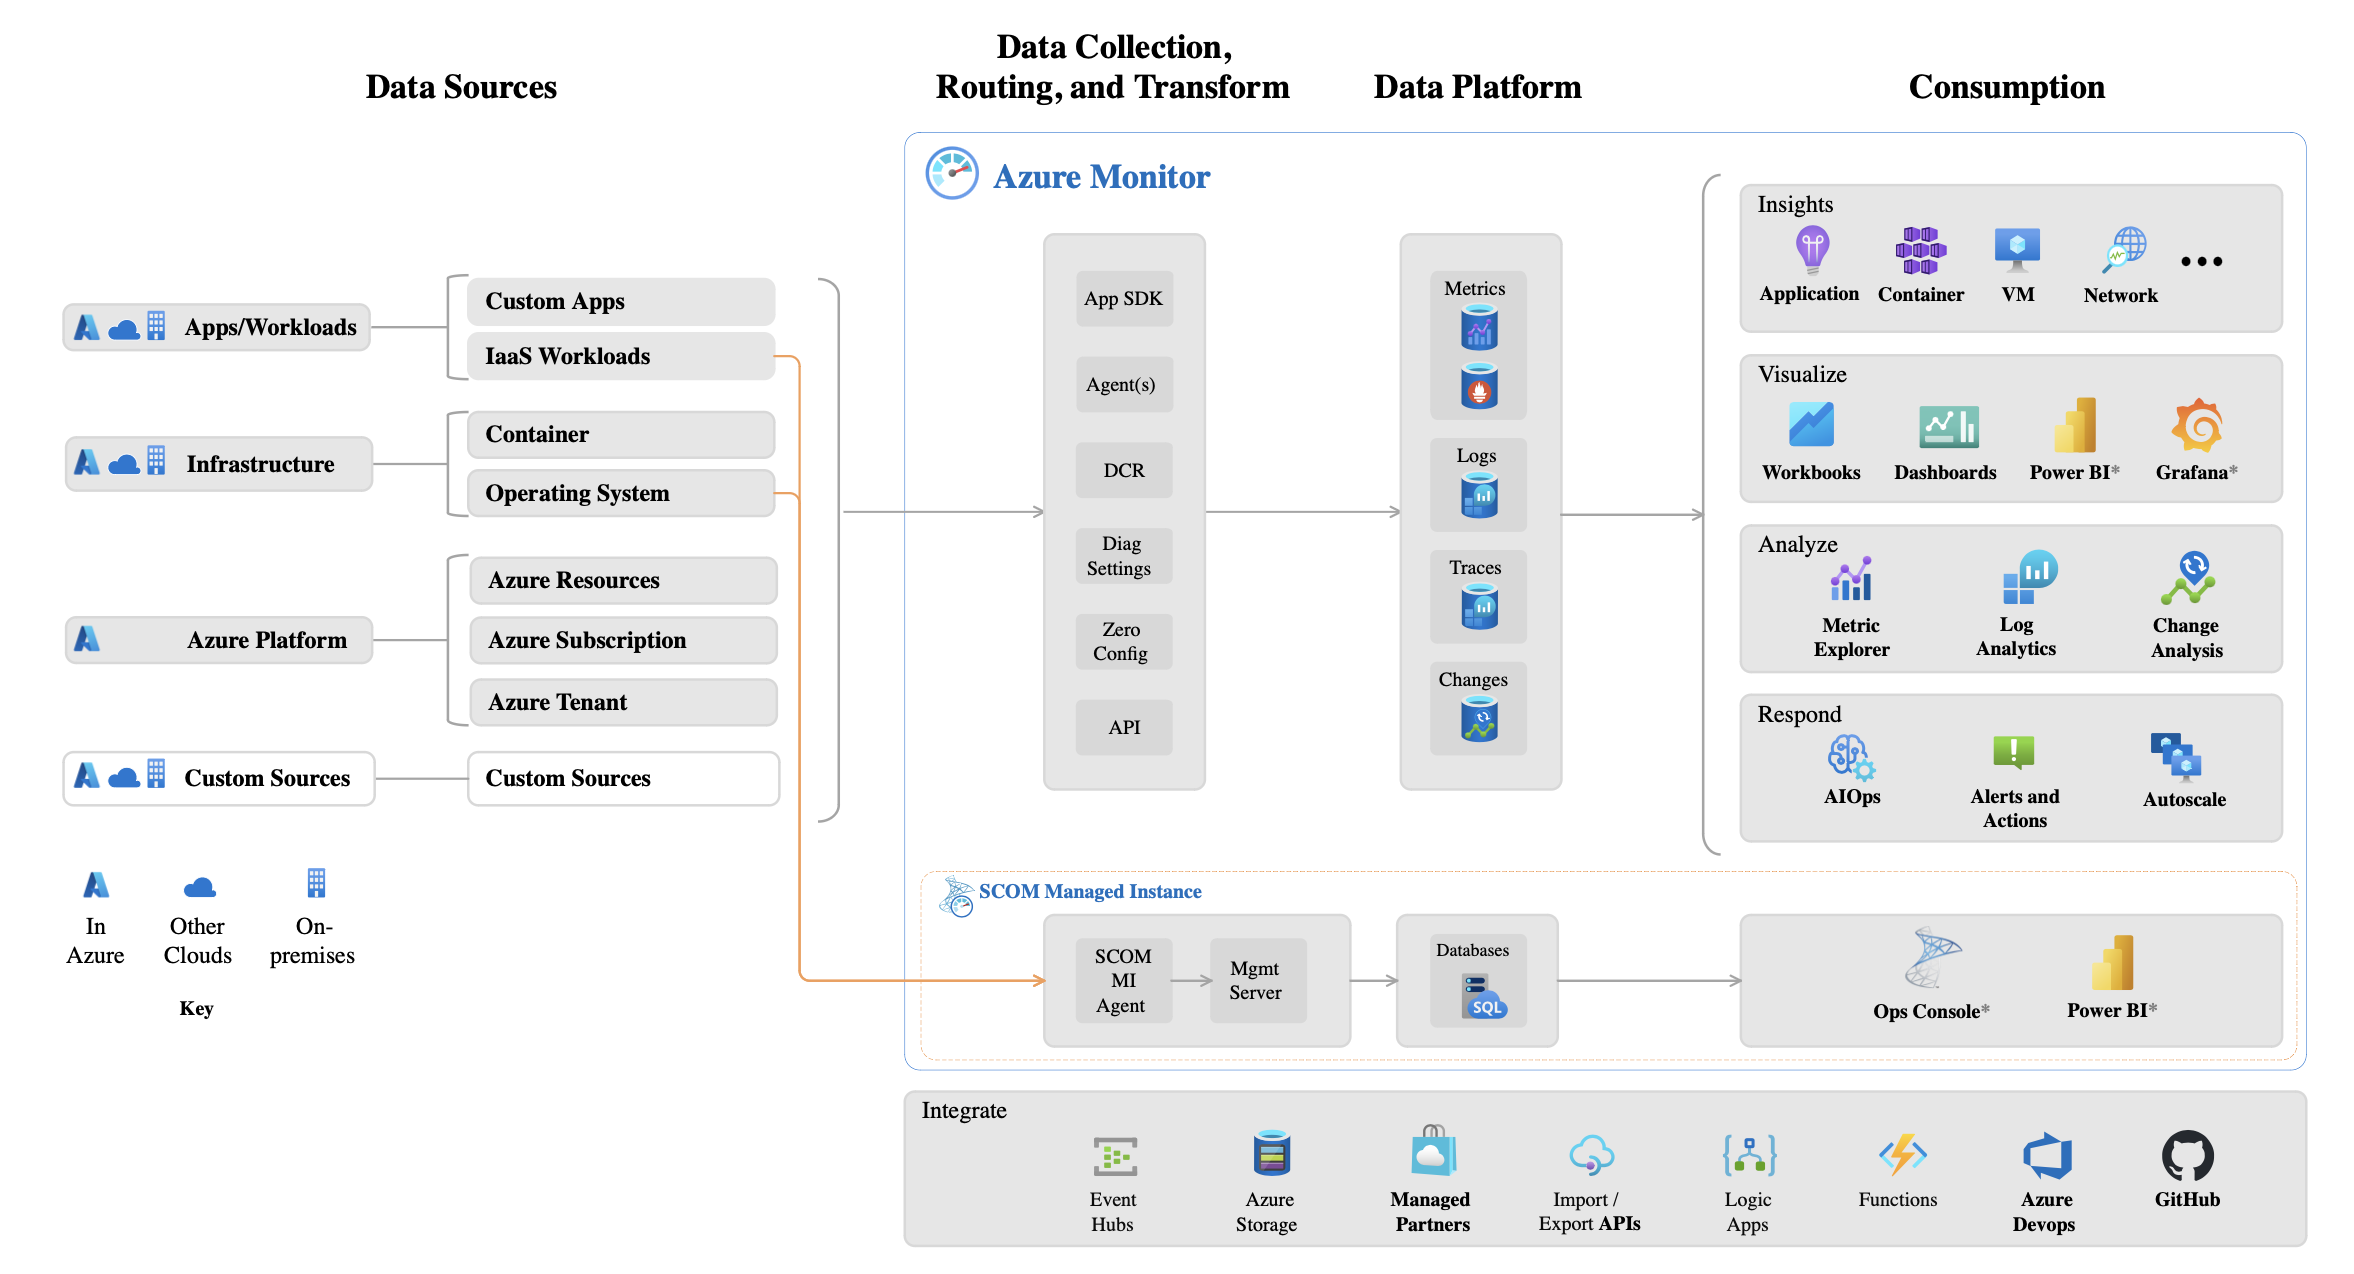 Data Sources
Data Collection,
Routing, and Transform
Data Platform
Consumption
Azure Monitor
Apps/Workloads
Custom Apps
IaaS Workloads
Infrastructure
Container
Operating System
Azure Platform
Azure Resources
Azure Subscription
Azure Tenant
Custom Sources
Custom Sources
In
Azure
Other
Clouds
On-
premises
Key
App SDK
Agent(s)
DCR
Diag
Settings
Zero
Config
API
Metrics
Logs
Traces
Changes
Insights
Application
Container
VM
Network
•••
Visualize
Workbooks
Dashboards
Power BI*
Grafana*
Analyze
Metric
Explorer
Log
Analytics
Change
Analysis
Respond
AIOps
Alerts and
Actions
Autoscale
SCOM Managed Instance
SCOM
MI
Agent
Mgmt
Server
Databases
SQL
Ops Console*
Power BI*
Integrate
Event
Hubs
Azure
Storage
Managed
Partners
Import /
Export APIs
Logic
Apps
Functions
Azure
Devops
GitHub